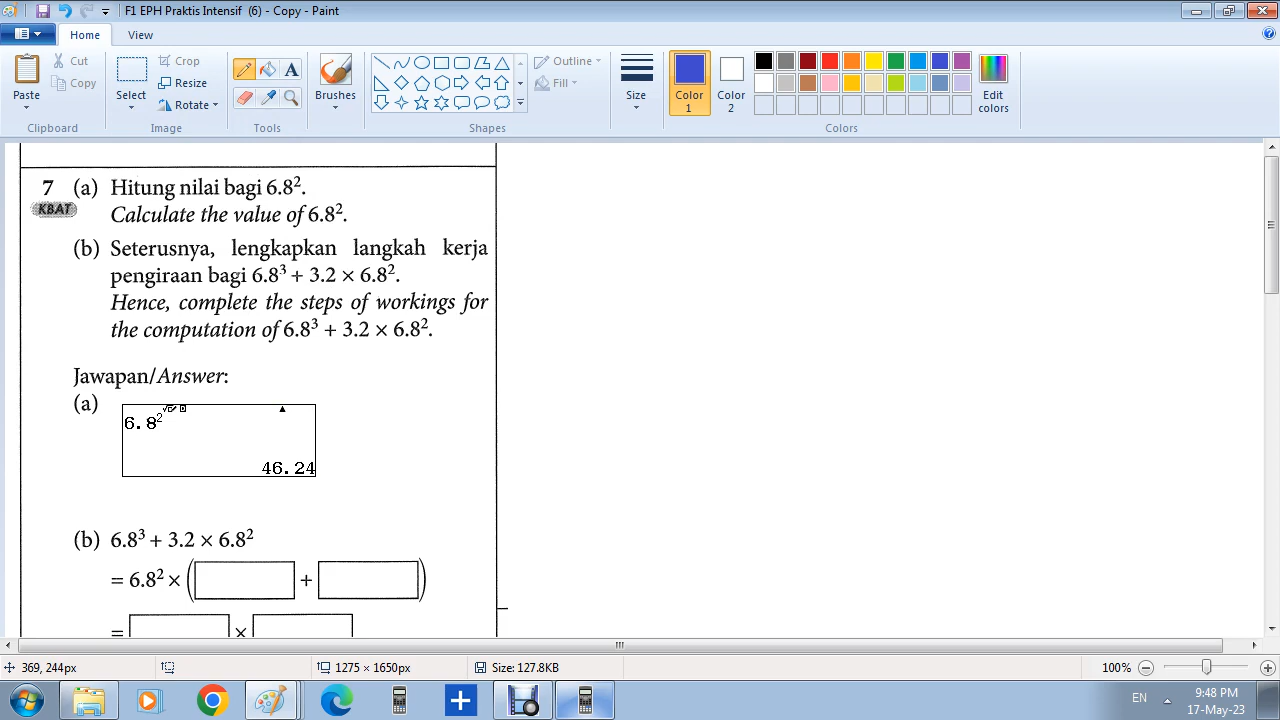 F1 EPH Praktis Intensif (6) - Copy - Paint
Home View
Paste Cut Copy Select Crop Resize Rotate A Brushes Outline Fill Size Color 1 Color 2 Edit colors
Clipboard Image Tools Shapes Colors
7 (a) Hitung nilai bagi 6.8².
KBAT Calculate the value of 6.8².
(b) Seterusnya, lengkapkan langkah kerja
pengiraan bagi 6.8³ + 3.2 × 6.8².
Hence, complete the steps of workings for
the computation of 6.8³ + 3.2 × 6.8².
Jawapan/Answer:
(a)
6.8²
46.24
(b) 6.8³ + 3.2 × 6.8²
= 6.8² × ( + )
= ×
369, 244px 1275 × 1650px Size: 127.8KB 100%
EN 9:48 PM
17-May-23